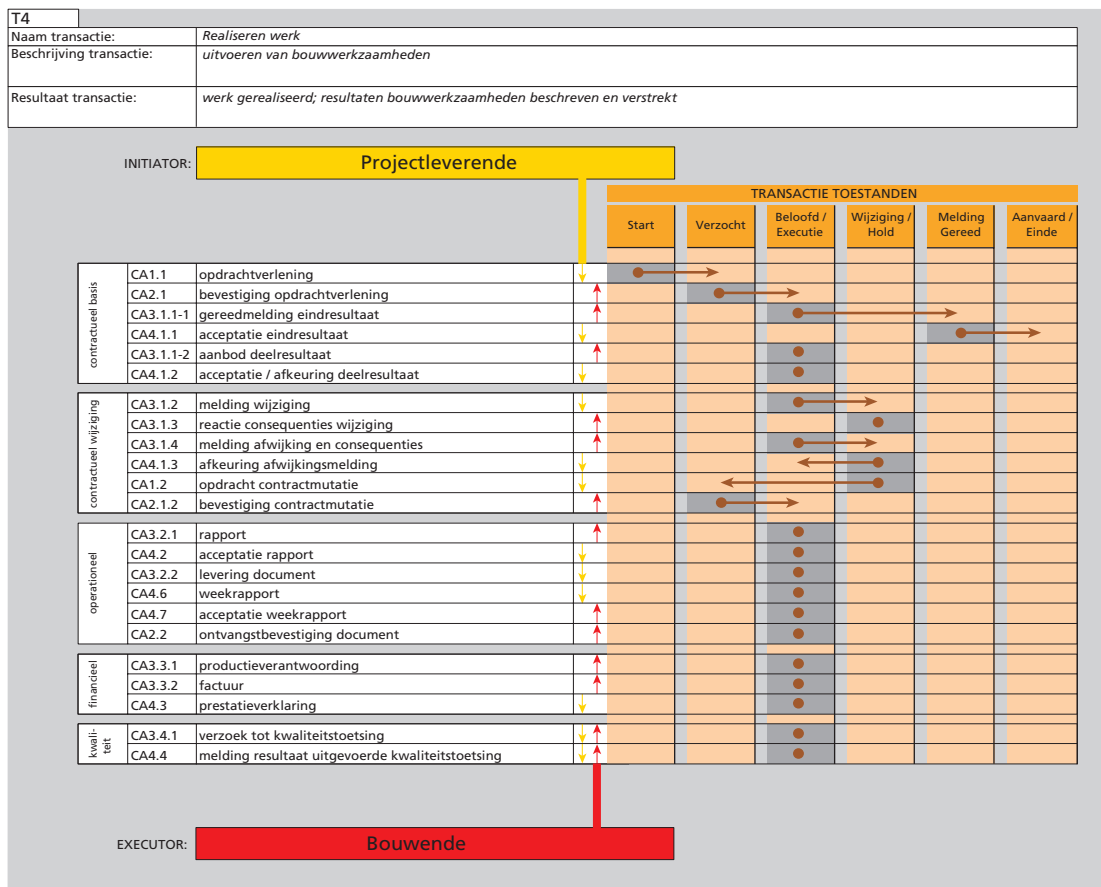 T4
Naam transactie: Realiseren werk
Beschrijving transactie: uitvoeren van bouwwerkzaamheden
Resultaat transactie: werk gerealiseerd; resultaten bouwwerkzaamheden beschreven en verstrekt
INITIATOR: Projectleverende
TRANSACTIE TOESTANDEN
Start Verzocht Beloofd / Executie Wijziging / Hold Melding Gereed Aanvaard / Einde
contractueel basis
CA1.1 opdrachtverlening
CA2.1 bevestiging opdrachtverlening
CA3.1.1-1 gereedmelding eindresultaat
CA4.1.1 acceptatie eindresultaat
CA3.1.1-2 aanbod deelresultaat
CA4.1.2 acceptatie / afkeuring deelresultaat
contractueel wijziging
CA3.1.2 melding wijziging
CA3.1.3 reactie consequenties wijziging
CA3.1.4 melding afwijking en consequenties
CA4.1.3 afkeuring afwijkingsmelding
CA1.2 opdracht contractmutatie
CA2.1.2 bevestiging contractmutatie
operationeel
CA3.2.1 rapport
CA4.2 acceptatie rapport
CA3.2.2 levering document
CA4.6 weekrapport
CA4.7 acceptatie weekrapport
CA2.2 ontvangstbevestiging document
financieel
CA3.3.1 productieverantwoording
CA3.3.2 factuur
CA4.3 prestatieverklaring
kwali-
teit
CA3.4.1 verzoek tot kwaliteitstoetsing
CA4.4 melding resultaat uitgevoerde kwaliteitstoetsing
EXECUTOR: Bouwende